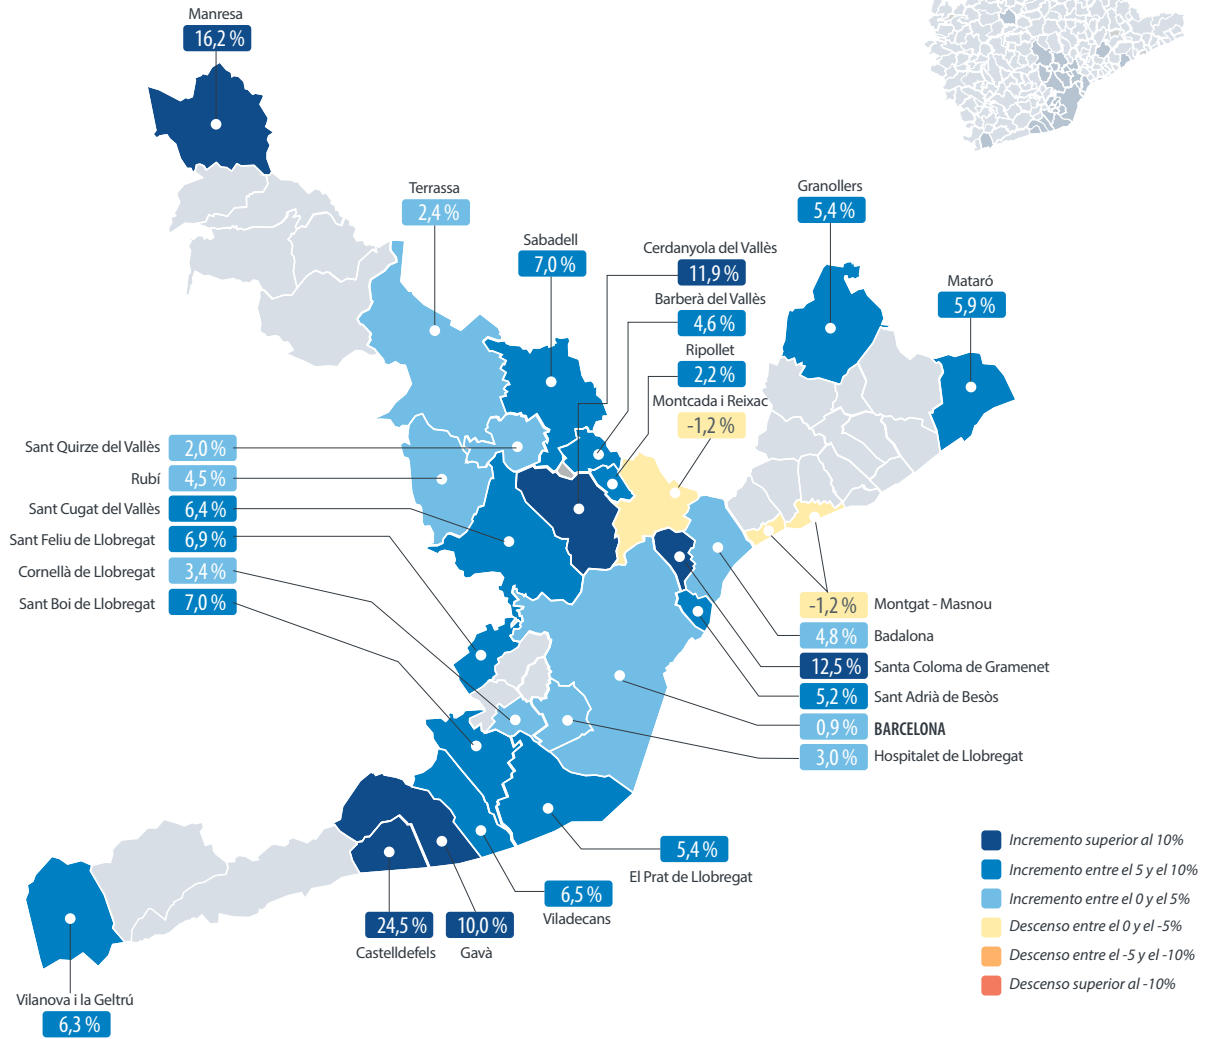 Manresa
16,2 %
Terrassa
2,4 %
Sabadell
7,0 %
Cerdanyola del Vallès
11,9 %
Barberà del Vallès
4,6 %
Ripollet
2,2 %
Montcada i Reixac
-1,2 %
Granollers
5,4 %
Mataró
5,9 %
Sant Quirze del Vallès 2,0 %
Rubí 4,5 %
Sant Cugat del Vallès 6,4 %
Sant Feliu de Llobregat 6,9 %
Cornellà de Llobregat 3,4 %
Sant Boi de Llobregat 7,0 %
-1,2 % Montgat - Masnou
4,8 % Badalona
12,5 % Santa Coloma de Gramenet
5,2 % Sant Adrià de Besòs
0,9 % BARCELONA
3,0 % Hospitalet de Llobregat
5,4 %
El Prat de Llobregat
6,5 %
Viladecans
24,5 %
Castelldefels
10,0 %
Gavà
Vilanova i la Geltrú
6,3 %
Incremento superior al 10%
Incremento entre el 5 y el 10%
Incremento entre el 0 y el 5%
Descenso entre el 0 y el -5%
Descenso entre el -5 y el -10%
Descenso superior al -10%